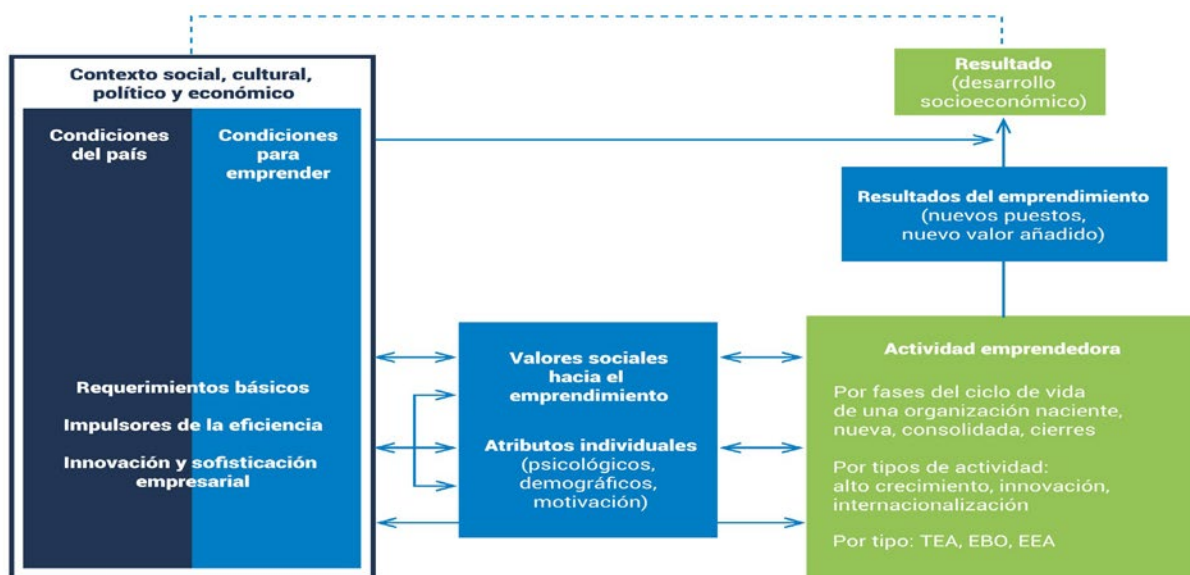 Contexto social, cultural,
político y económico
Condiciones
del país
Condiciones
para
emprender
Requerimientos básicos
Impulsores de la eficiencia
Innovación y sofisticación
empresarial
Valores sociales
hacia el
emprendimiento
Atributos individuales
(psicológicos,
demográficos,
motivación)
Resultado
(desarrollo
socioeconómico)
Resultados del emprendimiento
(nuevos puestos,
nuevo valor añadido)
Actividad emprendedora
Por fases del ciclo de vida
de una organización naciente,
nueva, consolidada, cierres
Por tipos de actividad:
alto crecimiento, innovación,
internacionalización
Por tipo: TEA, EBO, EEA